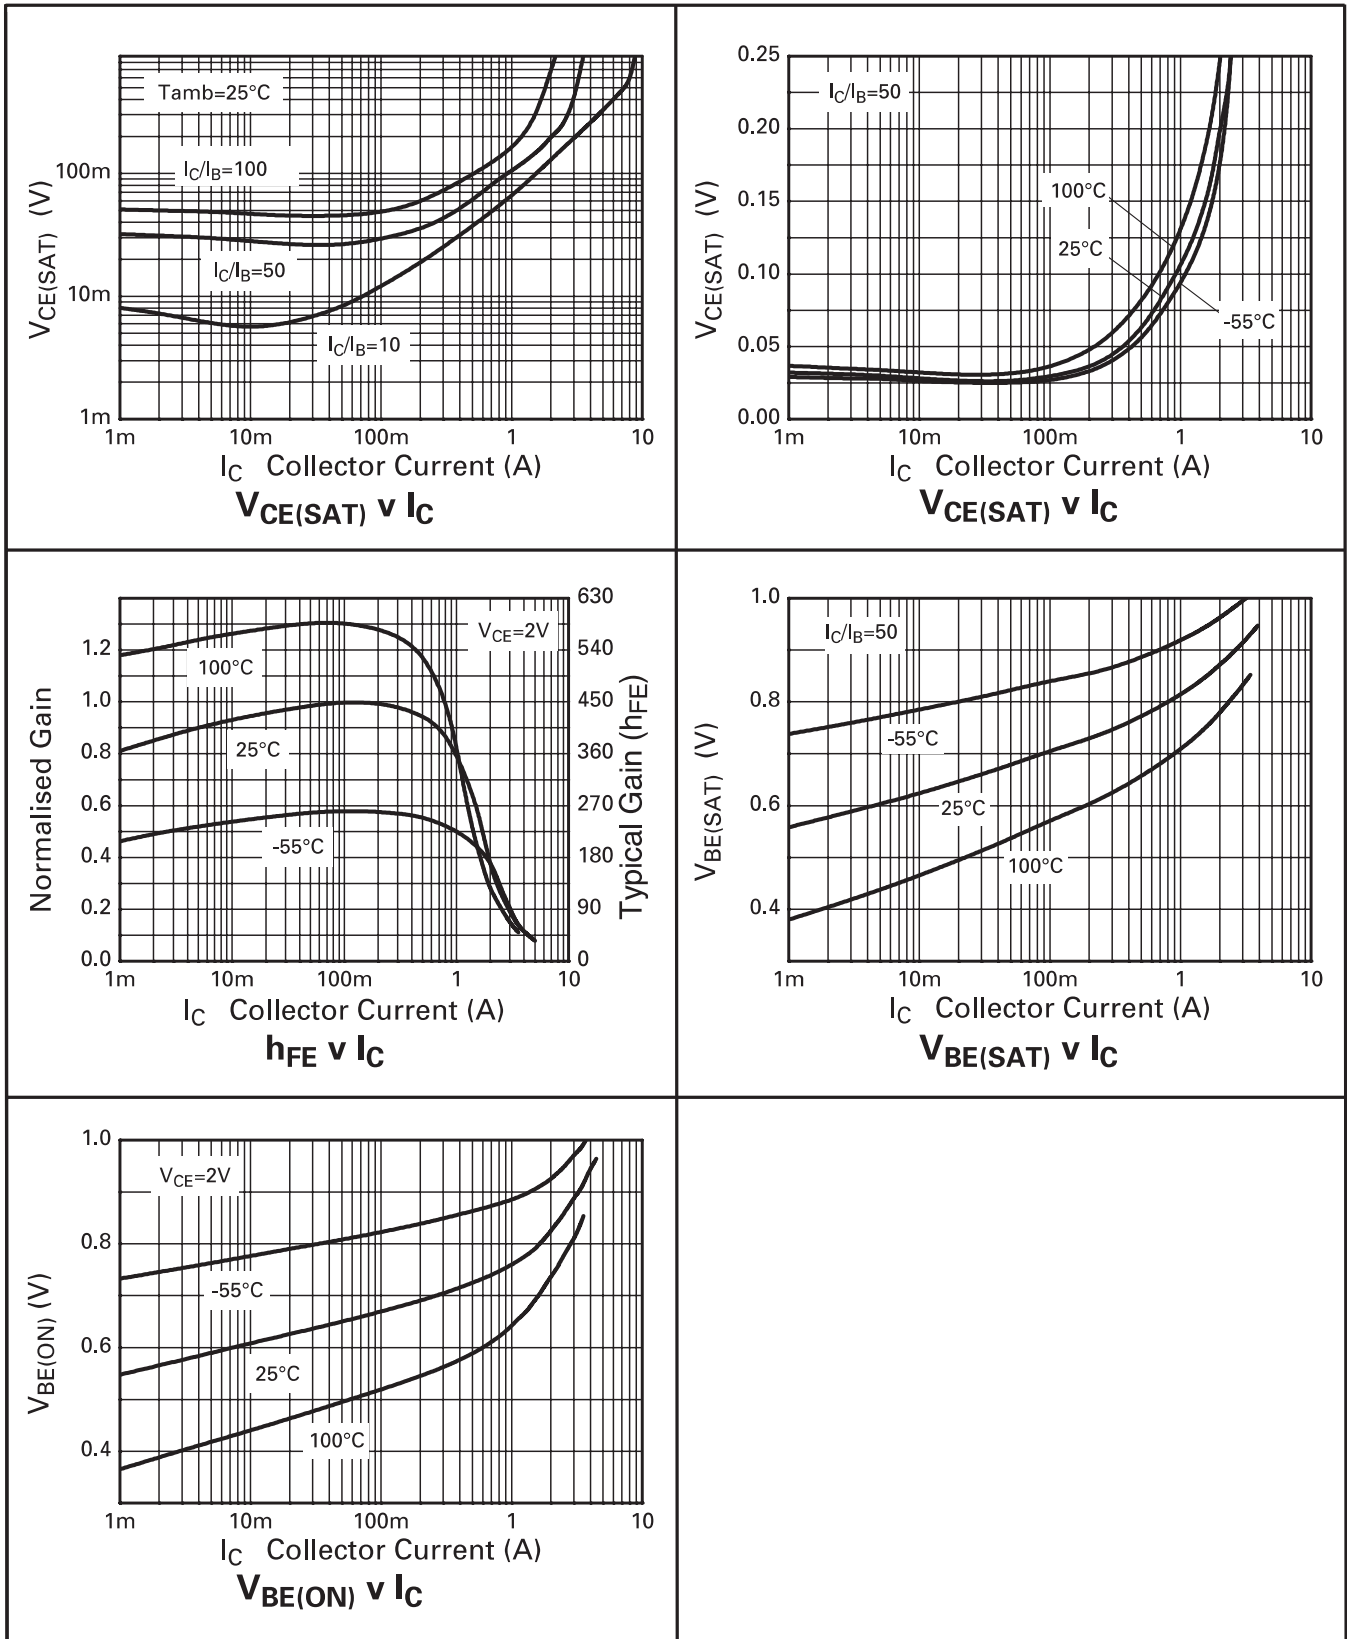 Tamb=25°C
IC/IB=100
IC/IB=50
IC/IB=10
100m
10m
1m
VCE(SAT) (V)
1m 10m 100m 1 10
IC Collector Current (A)
VCE(SAT) v IC
0.25
0.20
0.15
0.10
0.05
0.00
IC/IB=50
100°C
25°C
-55°C
VCE(SAT) (V)
1m 10m 100m 1 10
IC Collector Current (A)
VCE(SAT) v IC
1.2
1.0
0.8
0.6
0.4
0.2
0.0
Normalised Gain
VCE=2V
100°C
25°C
-55°C
630
540
450
360
270
180
90
0
Typical Gain (hFE)
1m 10m 100m 1 10
IC Collector Current (A)
hFE v IC
1.0
0.8
0.6
0.4
VBE(SAT) (V)
IC/IB=50
-55°C
25°C
100°C
1m 10m 100m 1 10
IC Collector Current (A)
VBE(SAT) v IC
1.0
0.8
0.6
0.4
VBE(ON) (V)
VCE=2V
-55°C
25°C
100°C
1m 10m 100m 1 10
IC Collector Current (A)
VBE(ON) v IC